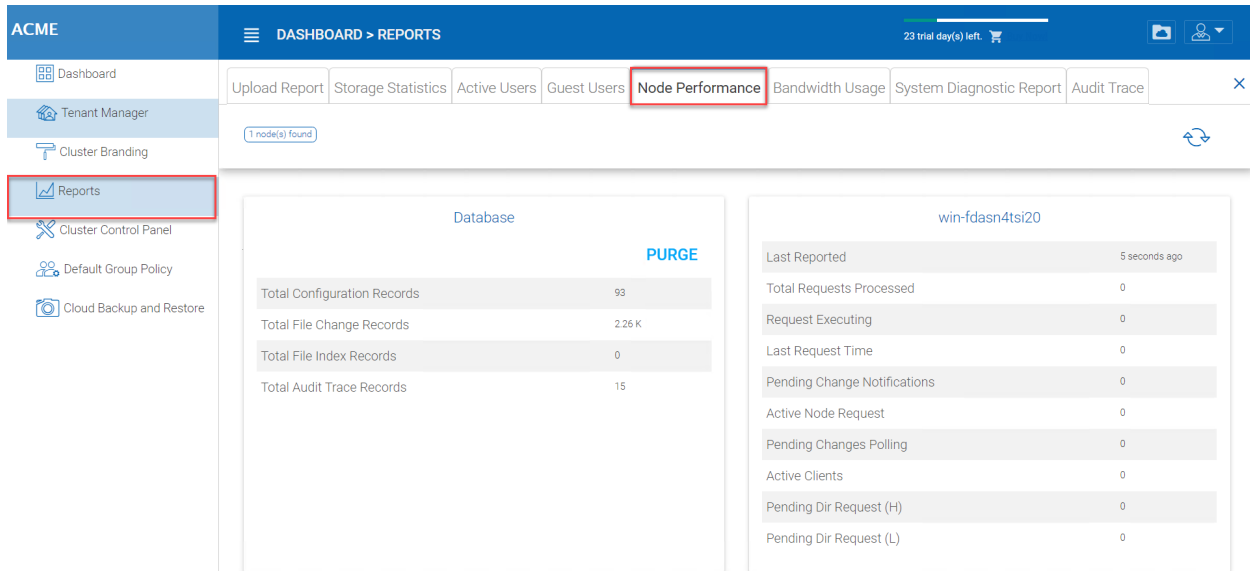 ACME
DASHBOARD > REPORTS
23 trial day(s) left.
Dashboard
Tenant Manager
Cluster Branding
Reports
Cluster Control Panel
Default Group Policy
Cloud Backup and Restore
Upload Report Storage Statistics Active Users Guest Users Node Performance Bandwidth Usage System Diagnostic Report Audit Trace
1 node(s) found
Database
PURGE
Total Configuration Records 93
Total File Change Records 2.26 K
Total File Index Records 0
Total Audit Trace Records 15
win-fdasn4tsi20
Last Reported 5 seconds ago
Total Requests Processed 0
Request Executing 0
Last Request Time 0
Pending Change Notifications 0
Active Node Request 0
Pending Changes Polling 0
Active Clients 0
Pending Dir Request (H) 0
Pending Dir Request (L) 0